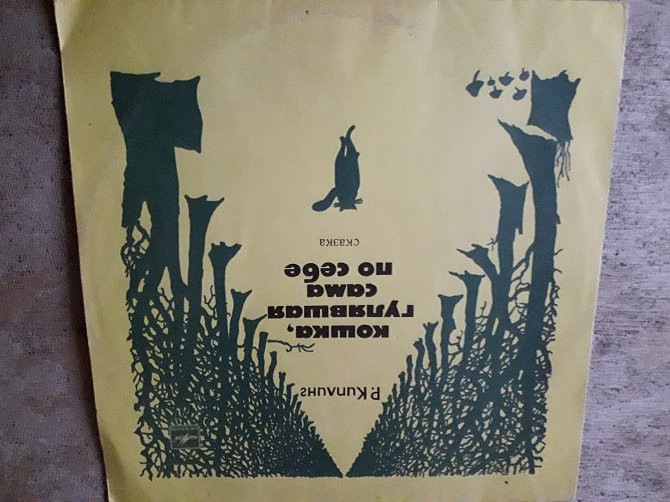 Р. Киплинг
кошка,
гулявшая
сама
по себе
сказка